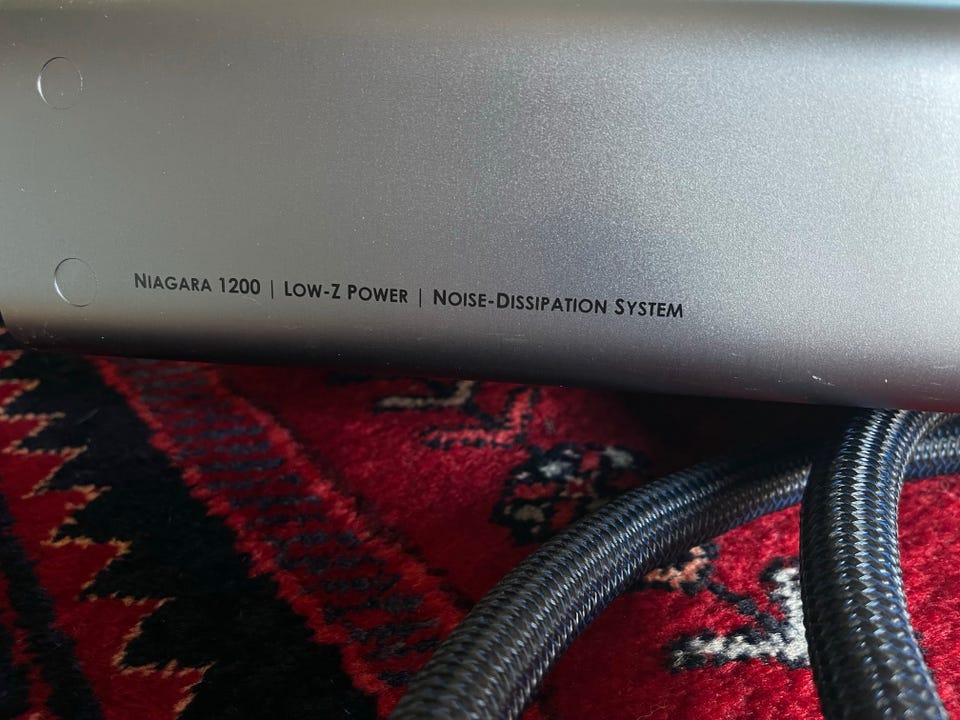 Niagara 1200 | Low-Z Power | Noise-Dissipation System